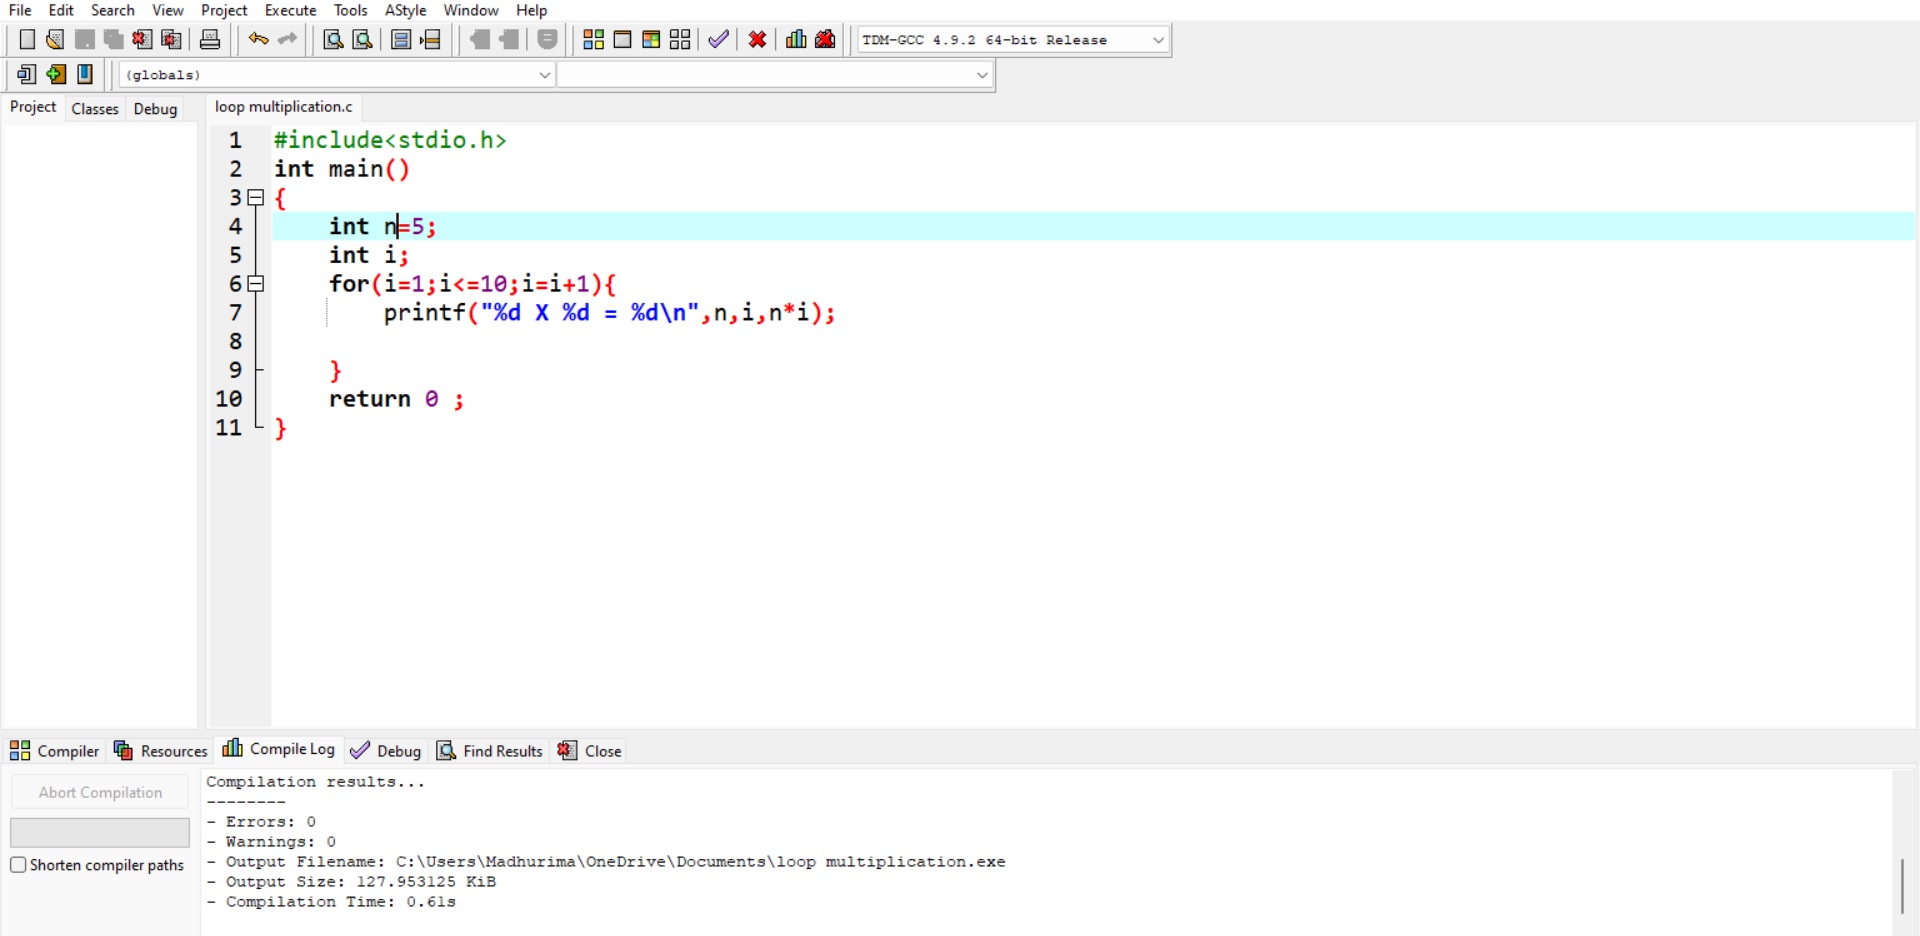 File Edit Search View Project Execute Tools AStyle Window Help
TDM-GCC 4.9.2 64-bit Release
(globals)
Project Classes Debug loop multiplication.c
1 #include<stdio.h>
2 int main()
3 {
4 int n=5;
5 int i;
6 for(i=1;i<=10;i=i+1){
7 printf("%d X %d = %d\n",n,i,n*i);
8
9 }
10 return 0 ;
11 }
Compiler Resources Compile Log Debug Find Results Close
Abort Compilation
Shorten compiler paths
Compilation results...
--------
- Errors: 0
- Warnings: 0
- Output Filename: C:\Users\Madhurima\OneDrive\Documents\loop multiplication.exe
- Output Size: 127.953125 KiB
- Compilation Time: 0.61s